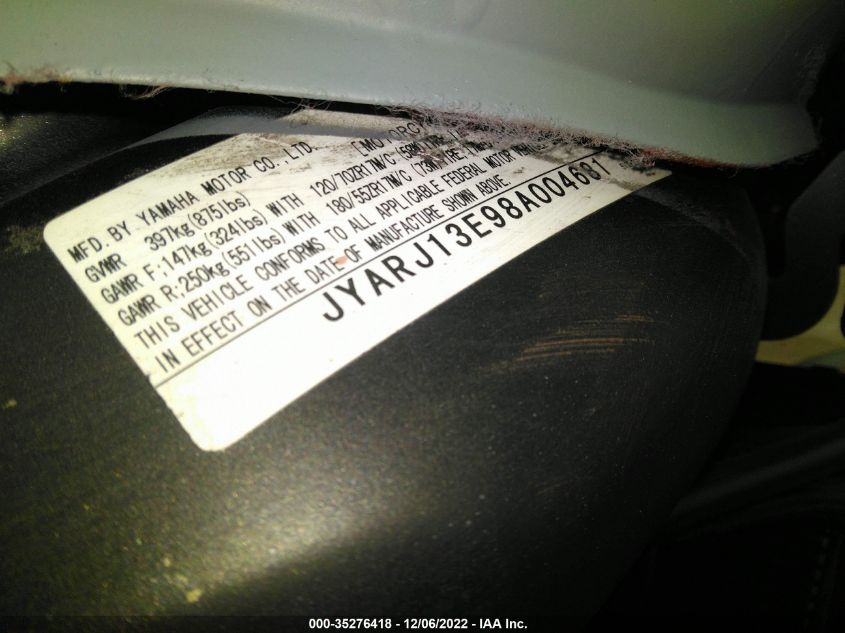 MFD. BY YAMAHA MOTOR CO., LTD.
GVWR 397kg(875lbs)
GAWR F:147kg(324lbs) WITH 120/70ZR17M/C
GAWR R:250kg(551lbs) WITH 180/55ZR17M/C
THIS VEHICLE CONFORMS TO ALL APPLICABLE FEDERAL MOTOR
IN EFFECT ON THE DATE OF MANUFACTURE SHOWN ABOVE
JYARJ13E98A004681
000-35276418 - 12/06/2022 - IAA Inc.